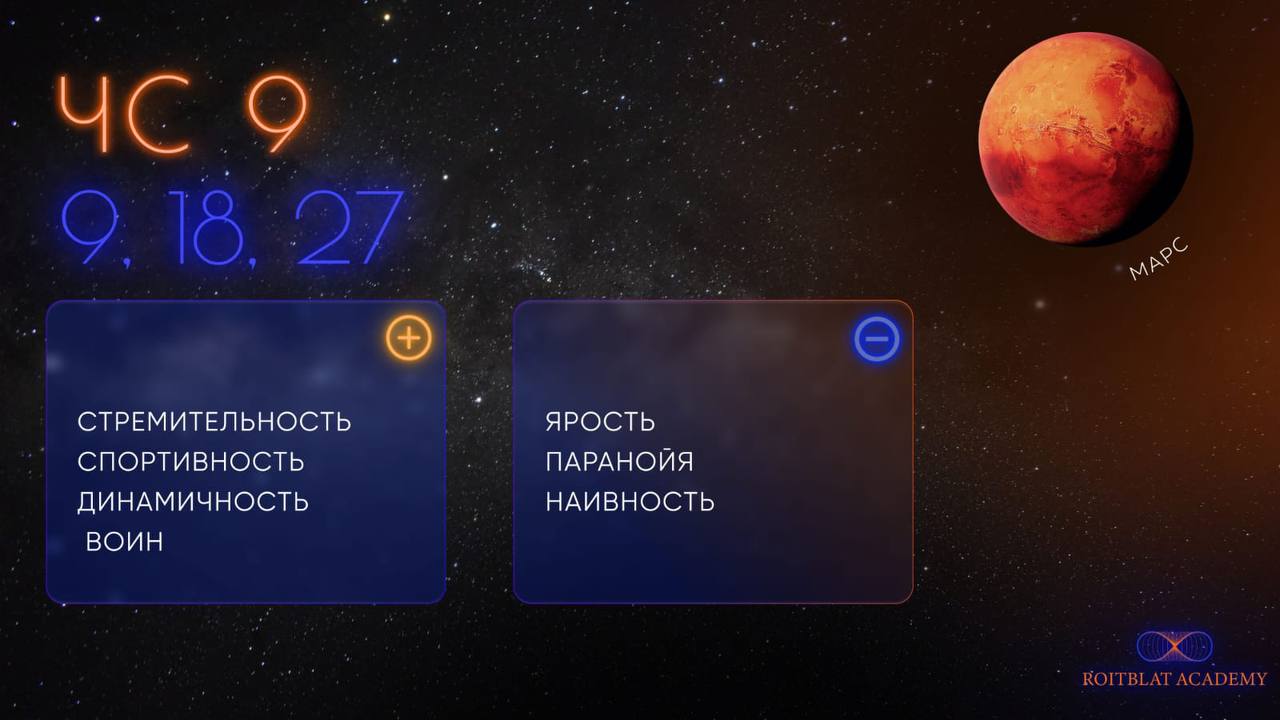 ЧС 9
9, 18, 27
МАРС
СТРЕМИТЕЛЬНОСТЬ
СПОРТИВНОСТЬ
ДИНАМИЧНОСТЬ
ВОИН
ЯРОСТЬ
ПАРАНОЙЯ
НАИВНОСТЬ
ROITBLAT ACADEMY